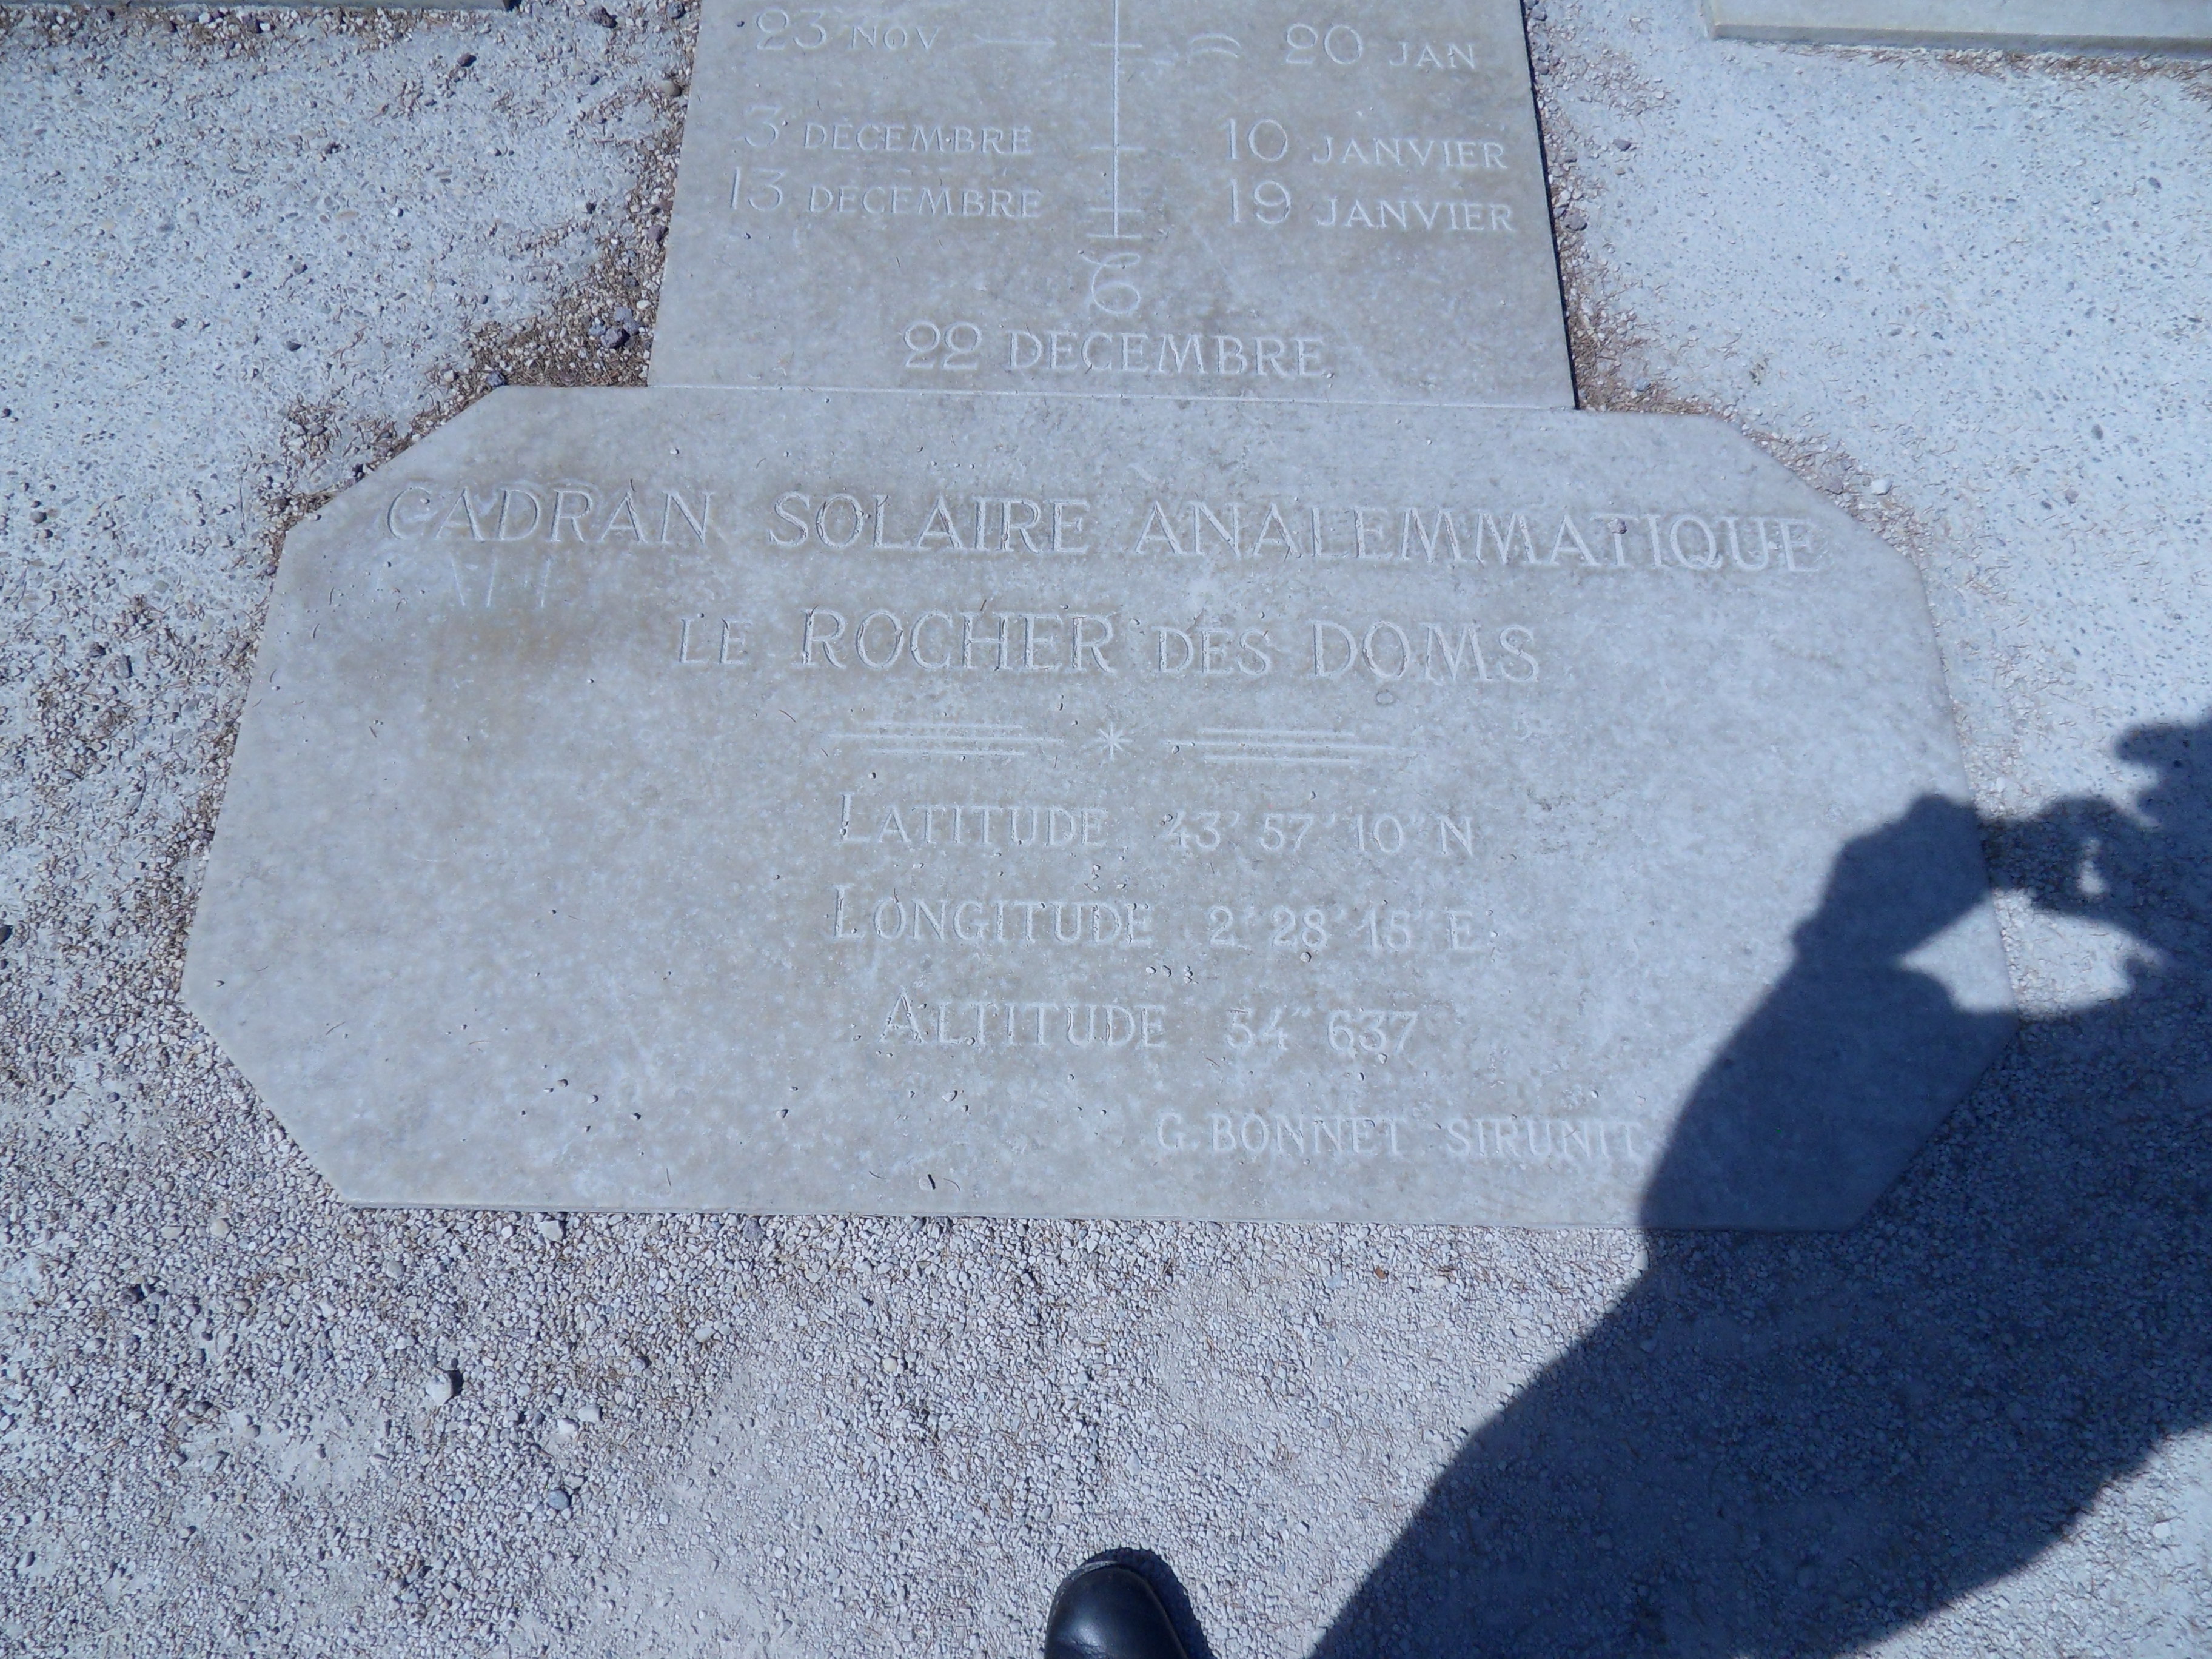 23 NOV 20 JAN
3 DECEMBRE 10 JANVIER
13 DECEMBRE 19 JANVIER
22 DECEMBRE
CADRAN SOLAIRE ANALEMMATIQUE
LE ROCHER DES DOMS
*
LATITUDE 43° 57' 10" N
LONGITUDE 2° 28' 15" E
ALTITUDE 54ᵐ 637
G. BONNET SIRUNIT